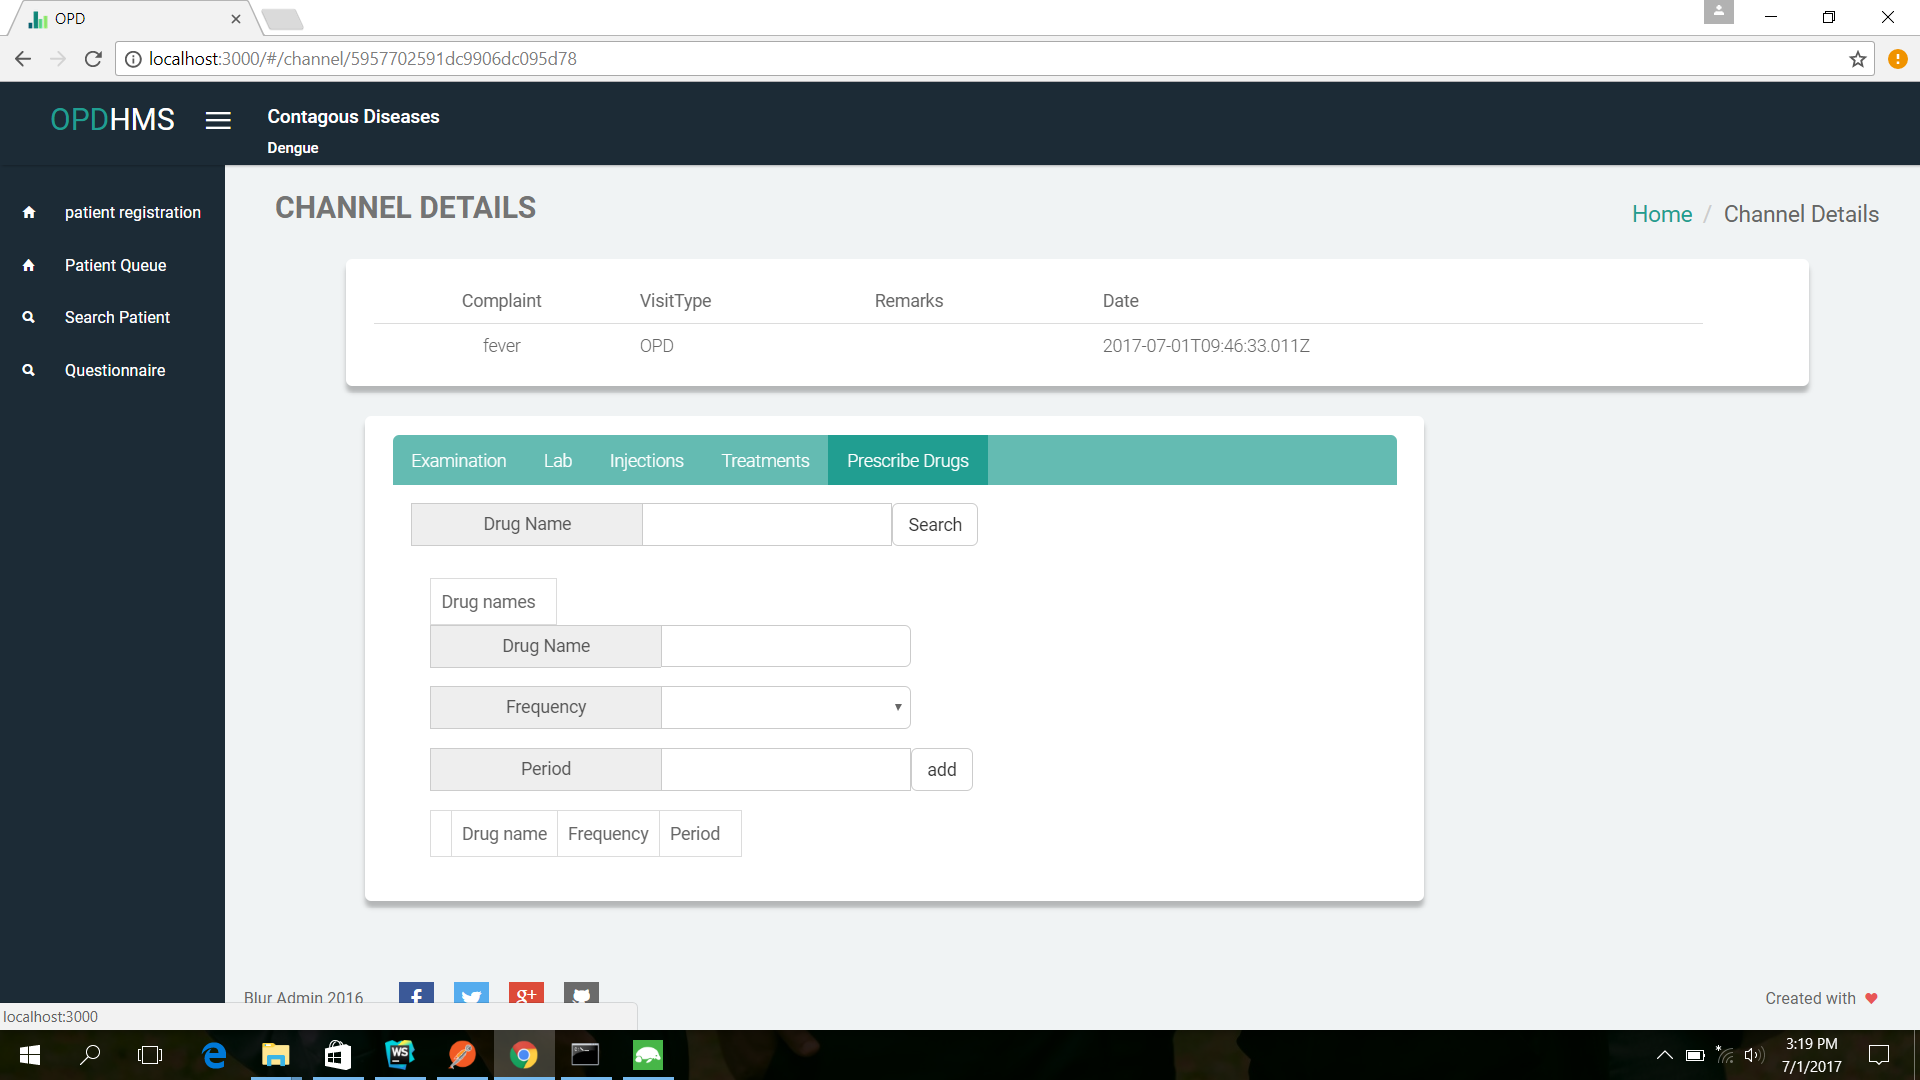 OPD
localhost:3000/#/channel/5957702591dc9906dc095d78
OPDHMS
Contagous Diseases
Dengue
patient registration
Patient Queue
Search Patient
Questionnaire
CHANNEL DETAILS
Home / Channel Details
Complaint VisitType Remarks Date
fever OPD 2017-07-01T09:46:33.011Z
Examination Lab Injections Treatments Prescribe Drugs
Drug Name Search
Drug names
Drug Name
Frequency
Period add
Drug name Frequency Period
Blur Admin 2016 f g+ Created with
localhost:3000
WS
3:19 PM
7/1/2017